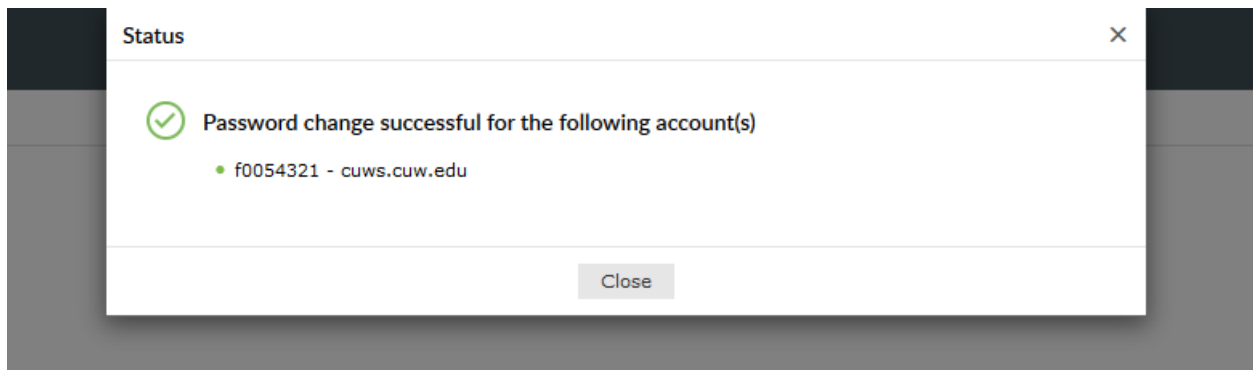 Status
Password change successful for the following account(s)
f0054321 - cuws.cuw.edu
Close